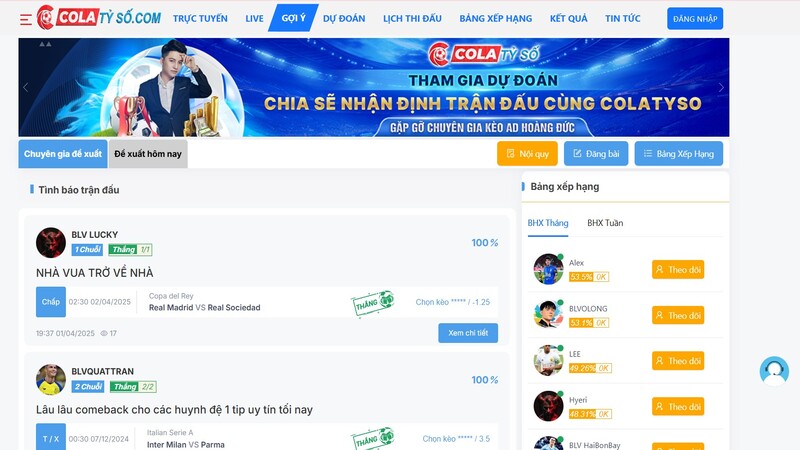 COLA TỶ SỐ.COM
TRỰC TUYẾN LIVE GỢI Ý DỰ ĐOÁN LỊCH THI ĐẤU BẢNG XẾP HẠNG KẾT QUẢ TIN TỨC ĐĂNG NHẬP
COLA TỶ SỐ
THAM GIA DỰ ĐOÁN
CHIA SẼ NHẬN ĐỊNH TRẬN ĐẤU CÙNG COLATYSO
GẶP GỠ CHUYÊN GIA KÈO AD HOÀNG ĐỨC
Chuyên gia đề xuất Đề xuất hôm nay Nội quy Đăng bài Bảng Xếp Hạng
Tình báo trận đấu
BLV LUCKY
1 Chuỗi Thắng 1/1
100 %
NHÀ VUA TRỞ VỀ NHÀ
Chấp
02:30 02/04/2025
Copa del Rey
Real Madrid VS Real Sociedad
THẮNG
Chọn kèo ***** / -1.25
19:37 01/04/2025 17
Xem chi tiết
BLVQUATTRAN
2 Chuỗi Thắng 2/2
100 %
Lâu lâu comeback cho các huynh đệ 1 tip uy tín tối nay
T / X
00:30 07/12/2024
Italian Serie A
Inter Milan VS Parma
THẮNG
Chọn kèo ***** / 3.5
Bảng xếp hạng
BHX Tháng BHX Tuần
Alex
53.5% 0K
Theo dõi
BLVOLONG
53.1% 0K
Theo dõi
LEE
49.26% 0K
Theo dõi
Hyeri
48.31% 0K
Theo dõi
BLV HaiBonBay
Theo dõi